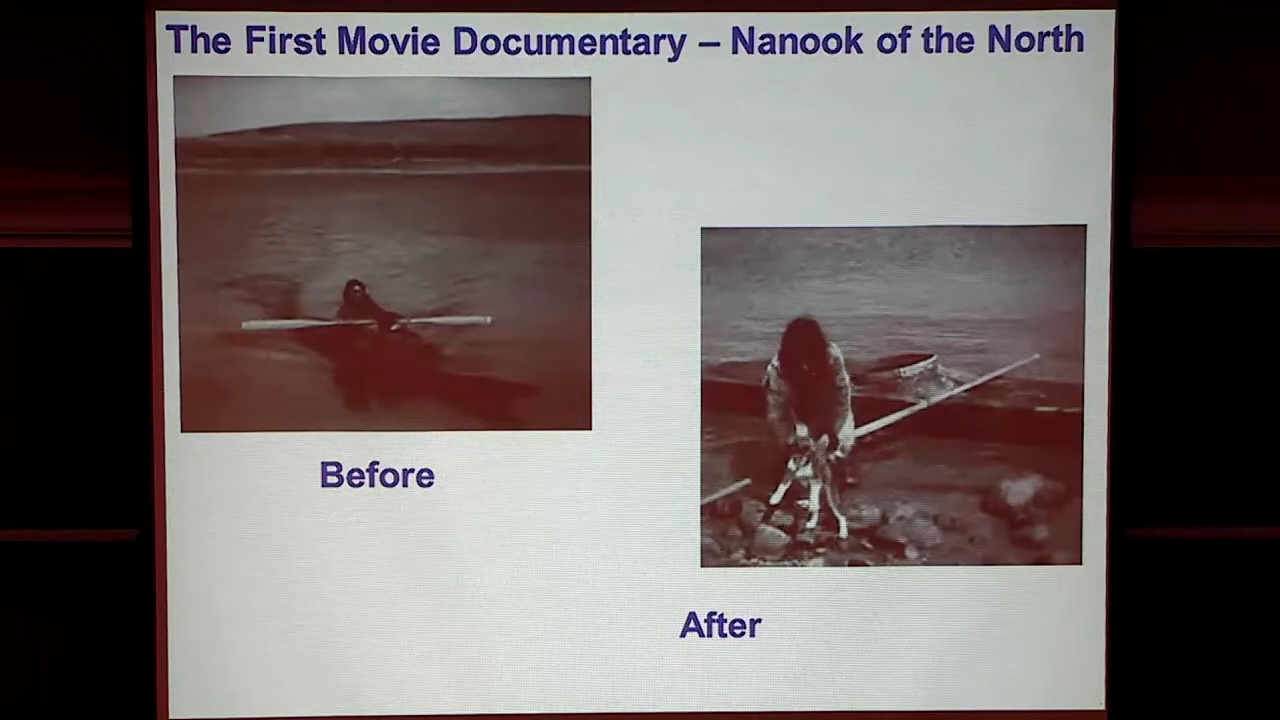 The First Movie Documentary – Nanook of the North
Before
After